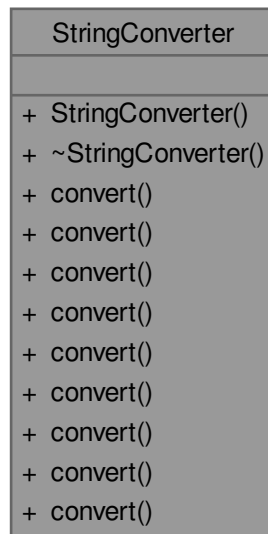 StringConverter
+ StringConverter()
+ ~StringConverter()
+ convert()
+ convert()
+ convert()
+ convert()
+ convert()
+ convert()
+ convert()
+ convert()
+ convert()